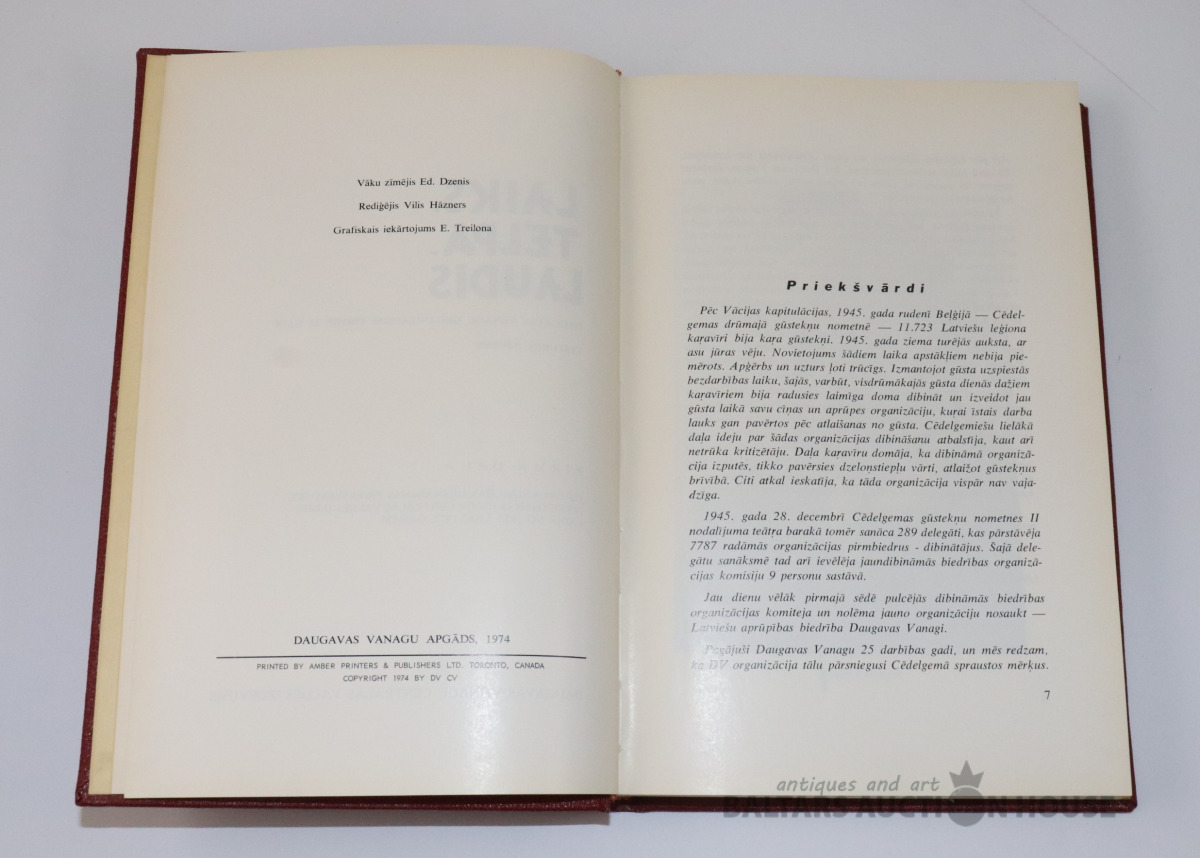 Vāku zīmējis Ed. Dzenis
Rediģējis Vilis Hāzners
Grafiskais iekārtojums E. Treilona
DAUGAVAS VANAGU APGĀDS, 1974
PRINTED BY AMBER PRINTERS & PUBLISHERS LTD. TORONTO, CANADA
COPYRIGHT 1974 BY DV CV
Priekšvārdi
Pēc Vācijas kapitulācijas, 1945. gada rudenī Beļģijā — Cēdel-
gemas drūmajā gūstekņu nometnē — 11.723 Latviešu leģiona
kaŗavīri bija kaŗa gūstekņi. 1945. gada ziema turējās auksta, ar
asu jūras vēju. Novietojums šādiem laika apstākļiem nebija pie-
mērots. Apģērbs un uzturs ļoti trūcīgs. Izmantojot gūsta uzspiestās
bezdarbības laiku, šajās, varbūt, visdrūmākajās gūsta dienās dažiem
kaŗavīriem bija radusies laimīga doma dibināt un izveidot jau
gūsta laikā savu cīņas un aprūpes organizāciju, kuŗai īstais darba
lauks gan pavērtos pēc atlaišanas no gūsta. Cēdelgemiešu lielākā
daļa ideju par šādas organizācijas dibināšanu atbalstīja, kaut arī
netrūka kritizētāju. Daļa kaŗavīru domāja, ka dibināmā organizā-
cija izputēs, tikko pavērsies dzeloņstiepļu vārti, atlaižot gūstekņus
brīvībā. Citi atkal ieskatīja, ka tāda organizācija vispār nav vaja-
dzīga.
1945. gada 28. decembrī Cēdelgemas gūstekņu nometnes II
nodalījuma teātŗa barakā tomēr sanāca 289 delegāti, kas pārstāvēja
7787 radāmās organizācijas pirmbiedrus - dibinātājus. Šajā dele-
gātu sanāksmē tad arī ievēlēja jaundibināmās biedrības organizā-
cijas komisiju 9 personu sastāvā.
Jau dienu vēlāk pirmajā sēdē pulcējās dibināmās biedrības
organizācijas komiteja un nolēma jauno organizāciju nosaukt —
Latviešu aprūpības biedrība Daugavas Vanagi.
Pagājuši Daugavas Vanagu 25 darbības gadi, un mēs redzam,
ka DV organizācija tālu pārsniegusi Cēdelgemā spraustos mērķus.
7
antiques and art
BALTARS AUCTION HOUSE